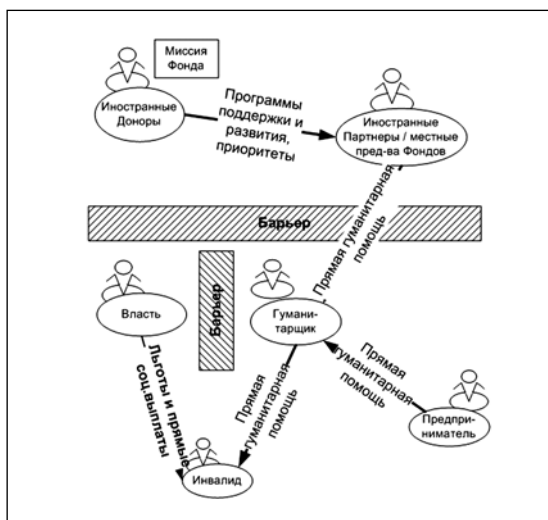 Миссия
Фонда
Иностранные
Доноры
Программы
поддержки и
развития,
приоритеты
Иностранные
Партнеры / местные
пред-ва Фондов
Прямая гуманитарная
помощь
Барьер
Барьер
Власть
Гумани-
тарщик
Льготы и прямые
соц.выплаты
Прямая
гуманитарная
помощь
Прямая
гуманитарная
помощь
Предпри-
ниматель
Инвалид